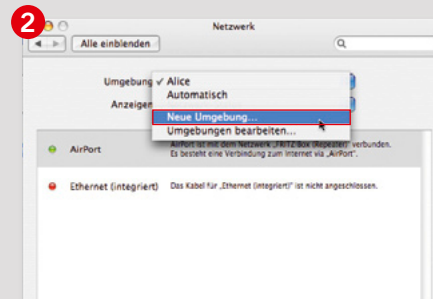 2
Netzwerk
Alle einblenden
Umgebung ✓ Alice
Automatisch
Anzeigen
Neue Umgebung...
Umgebungen bearbeiten...
AirPort
AirPort ist mit dem Netzwerk „FRITZ!Box (Repeater)“ verbunden.
Es besteht eine Verbindung zum Internet via „AirPort“.
Ethernet (integriert) Das Kabel für „Ethernet (integriert)“ ist nicht angeschlossen.